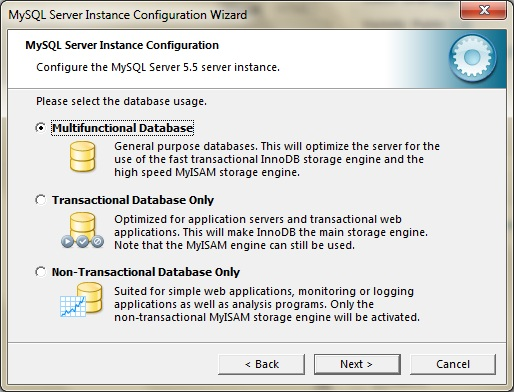 MySQL Server Instance Configuration Wizard
MySQL Server Instance Configuration
Configure the MySQL Server 5.5 server instance.
Please select the database usage.
Multifunctional Database
General purpose databases. This will optimize the server for the
use of the fast transactional InnoDB storage engine and the
high speed MyISAM storage engine.
Transactional Database Only
Optimized for application servers and transactional web
applications. This will make InnoDB the main storage engine.
Note that the MyISAM engine can still be used.
Non-Transactional Database Only
Suited for simple web applications, monitoring or logging
applications as well as analysis programs. Only the
non-transactional MyISAM storage engine will be activated.
< Back
Next >
Cancel